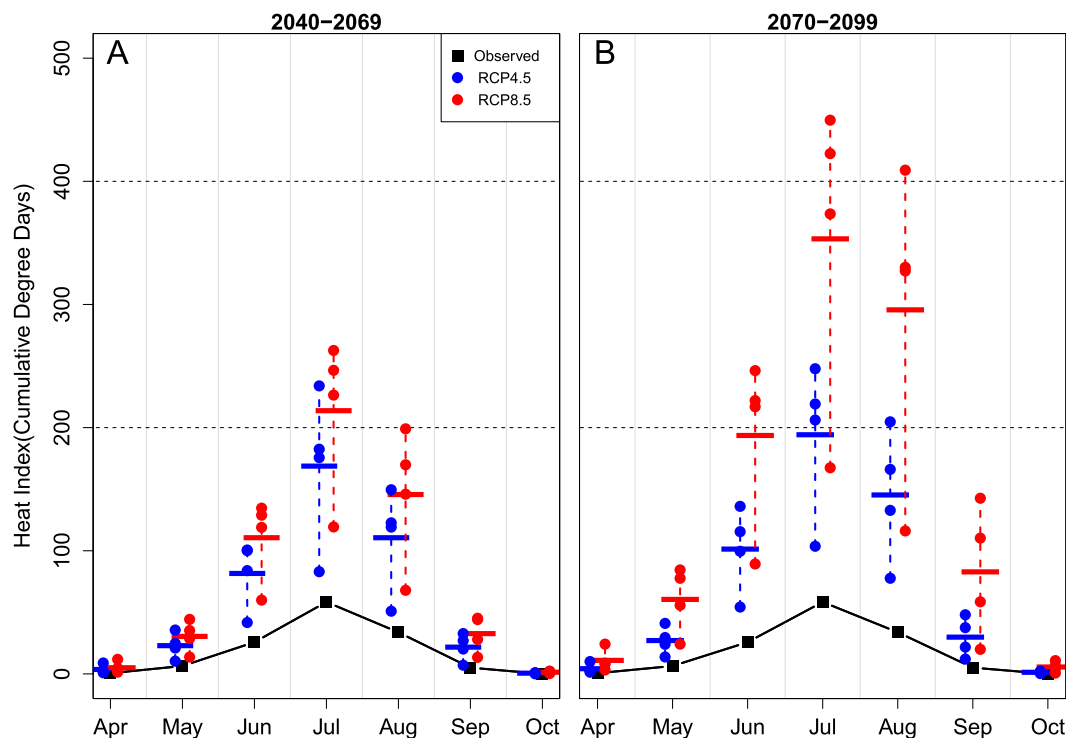 2040−2069
2070−2099
A
B
Observed
RCP4.5
RCP8.5
Heat Index(Cumulative Degree Days)
500
400
300
200
100
0
Apr May Jun Jul Aug Sep Oct
Apr May Jun Jul Aug Sep Oct